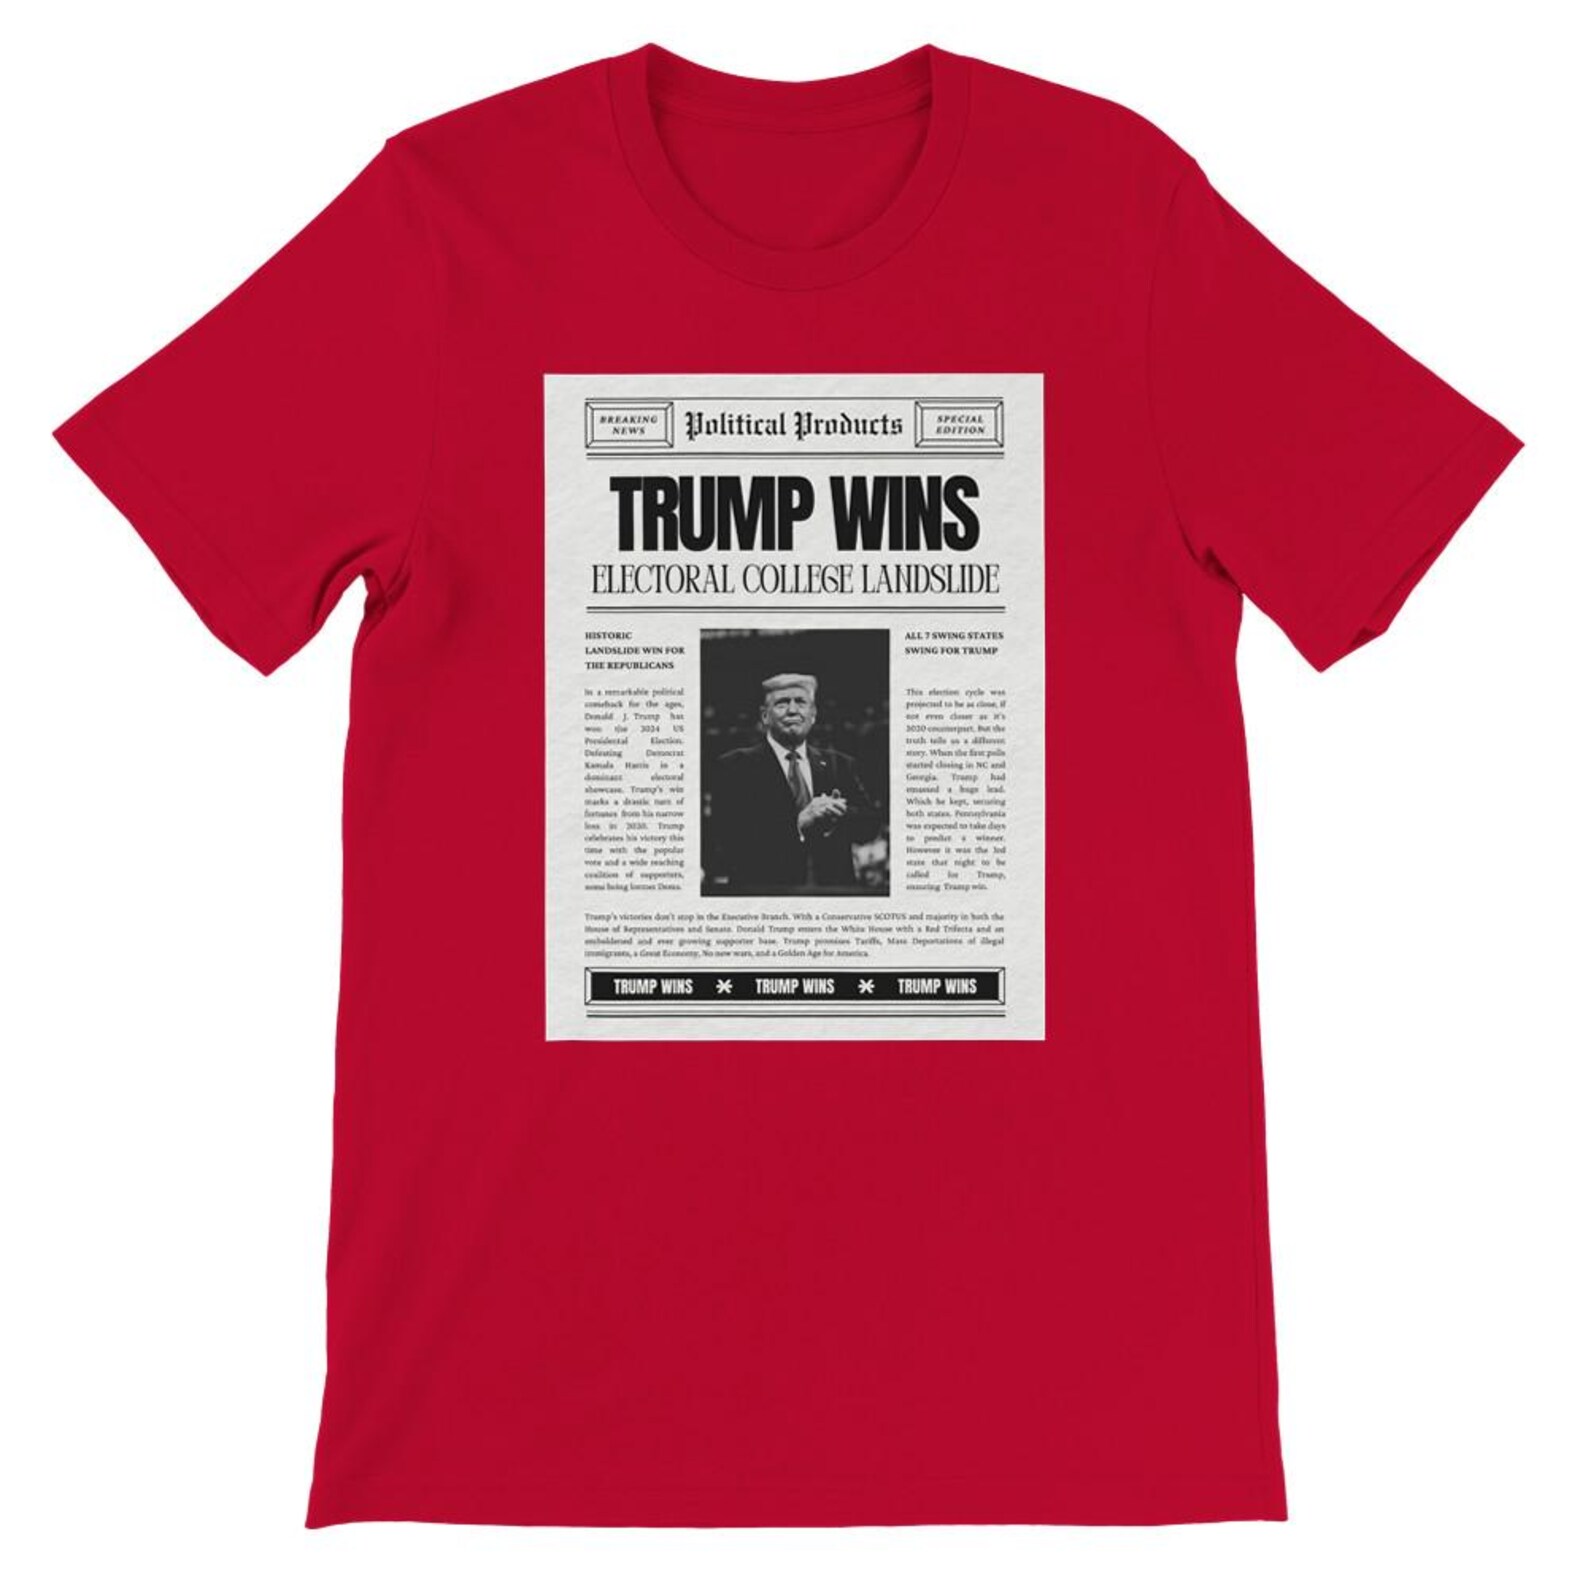 BREAKING
NEWS
Political Products
SPECIAL
EDITION
TRUMP WINS
ELECTORAL COLLEGE LANDSLIDE
HISTORIC
LANDSLIDE WIN FOR
THE REPUBLICANS
In a remarkable political
comeback for the ages,
Donald J. Trump has
won the 2024 US
Presidental Election.
Defeating Democrat
Kamala Harris in a
dominant electoral
showcase. Trump's win
marks a drastic turn of
fortunes from his narrow
loss in 2020. Trump
celebrates his victory this
time with the popular
vote and a wide reaching
coalition of supporters,
some being former Dems.
ALL 7 SWING STATES
SWING FOR TRUMP
This election cycle was
projected to be as close, if
not even closer as it's
2020 counterpart. But the
truth tells us a different
story. When the first polls
started closing in NC and
Georgia. Trump had
emassed a huge lead.
Which he kept, securing
both states. Pennsylvania
was expected to take days
to predict a winner.
However it was the 3rd
state that night to be
called for Trump,
ensuring Trump win.
Trump's victories don't stop in the Executive Branch. With a Conservative SCOTUS and majority in both the
House of Representatives and Senate. Donald Trump enters the White House with a Red Trifecta and an
emboldened and ever growing supporter base. Trump promises Tariffs, Mass Deportations of illegal
immigrants, a Great Economy, No new wars, and a Golden Age for America.
TRUMP WINS TRUMP WINS TRUMP WINS